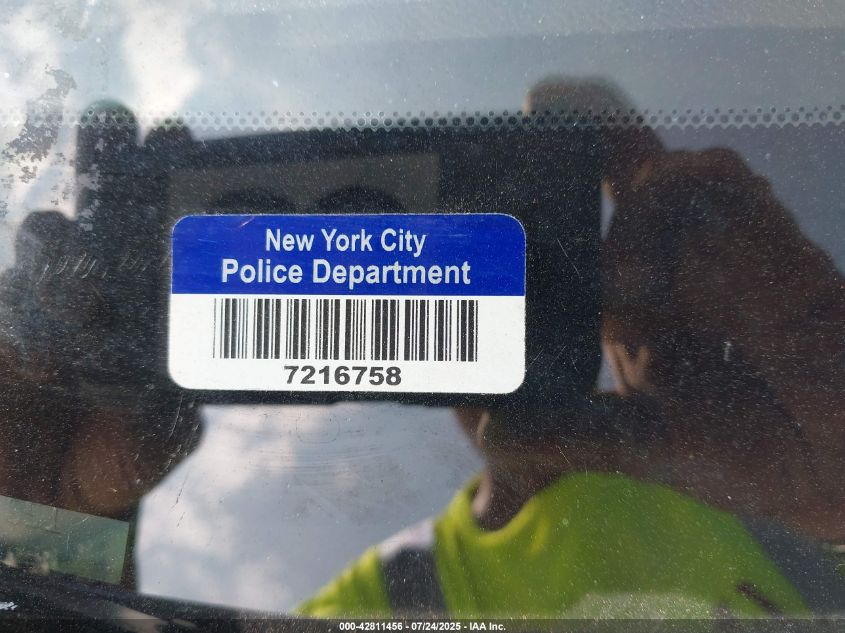 New York City
Police Department
7216758
000-42811456 - 07/24/2025 - IAA Inc.